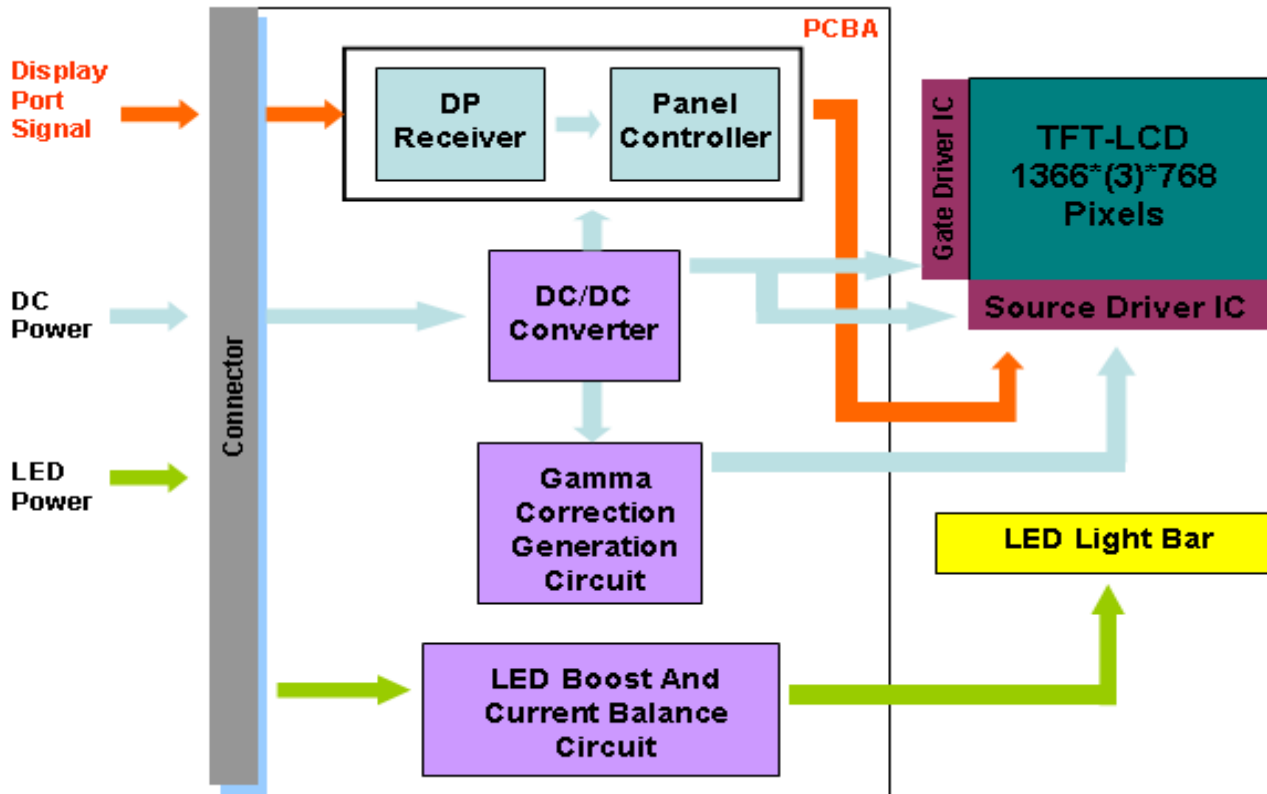 PCBA
Display
Port
Signal
DP
Receiver
Panel
Controller
Gate Driver IC
TFT-LCD
1366*(3)*768
Pixels
Source Driver IC
DC
Power
DC/DC
Converter
Connector
LED
Power
Gamma
Correction
Generation
Circuit
LED Light Bar
LED Boost And
Current Balance
Circuit